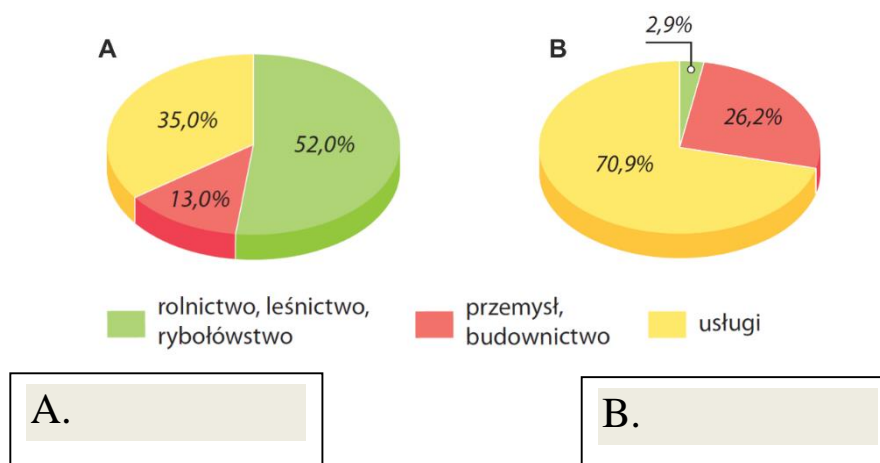 A
B
2,9%
35,0%
52,0%
13,0%
26,2%
70,9%
rolnictwo, leśnictwo,
rybołówstwo
przemysł,
budownictwo
usługi
A.
B.